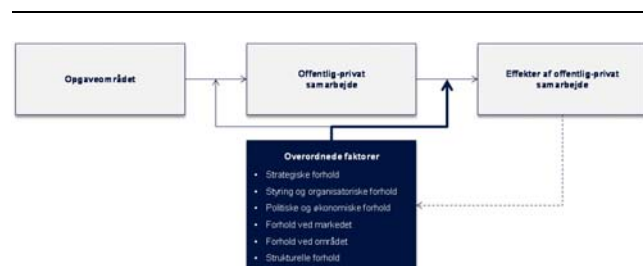 Opgaveområdet
Offentlig-privat
samarbejde
Effekter af offentlig-privat
samarbejde
Overordnede faktorer
• Strategiske forhold
• Styring og organisatoriske forhold
• Politiske og økonomiske forhold
• Forhold ved markedet
• Forhold ved området
• Strukturelle forhold